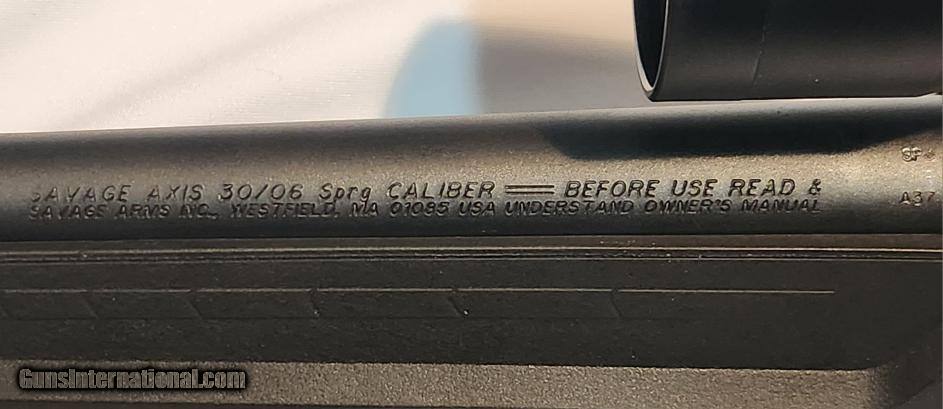 SAVAGE AXIS 30/06 Sprg CALIBER == BEFORE USE READ &
SAVAGE ARMS INC., WESTFIELD, MA 01085 USA UNDERSTAND OWNER'S MANUAL
A37
GunsInternational.com